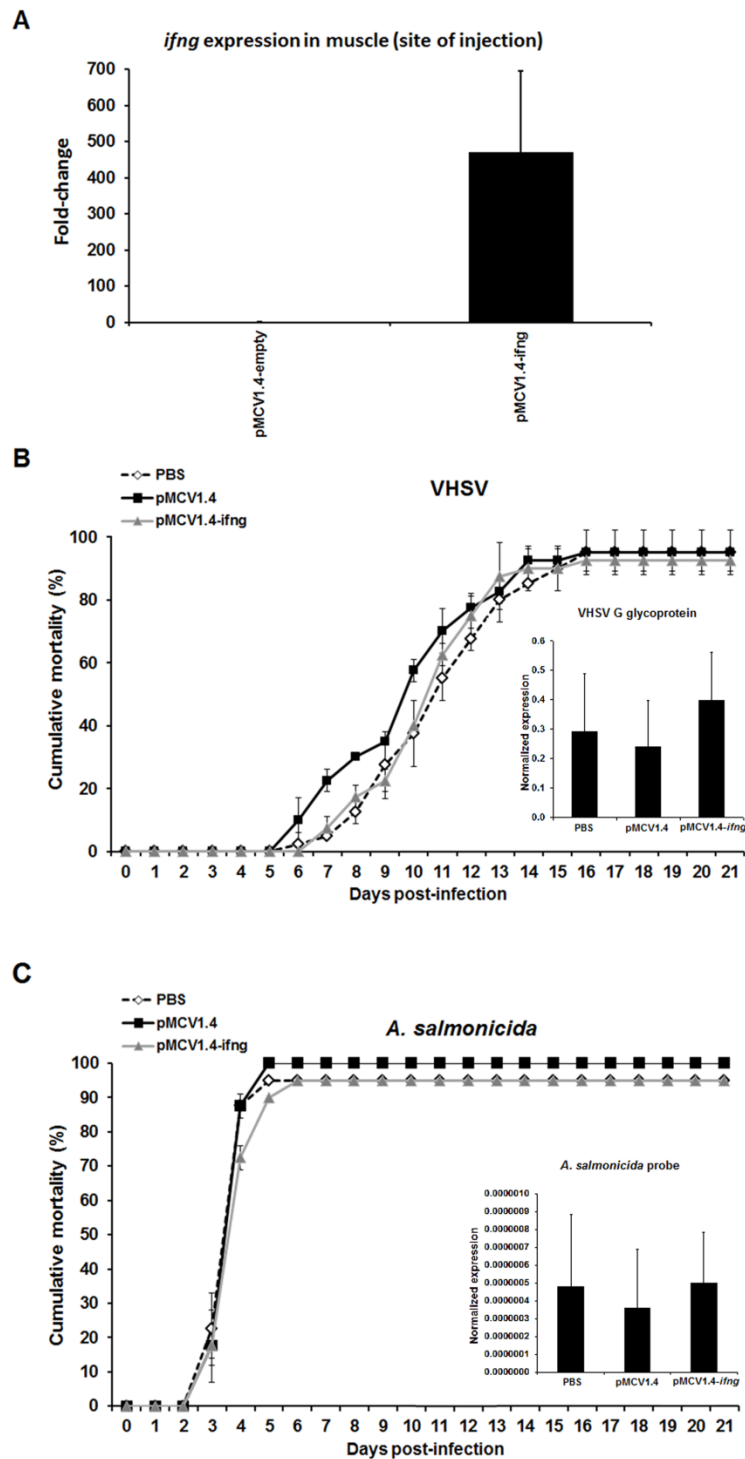 A
ifng expression in muscle (site of injection)
700
600
500
400
300
200
100
0
Fold-change
pMCV1.4-empty
pMCV1.4-ifng
B
PBS
pMCV1.4
pMCV1.4-ifng
VHSV
100
80
60
40
20
0
Cumulative mortality (%)
0 1 2 3 4 5 6 7 8 9 10 11 12 13 14 15 16 17 18 19 20 21
Days post-infection
VHSV G glycoprotein
0.6
0.5
0.4
0.3
0.2
0.1
0.0
Normalized expression
PBS pMCV1.4 pMCV1.4-ifng
C
PBS
pMCV1.4
pMCV1.4-ifng
A. salmonicida
100
90
80
70
60
50
40
30
20
10
0
Cumulative mortality (%)
0 1 2 3 4 5 6 7 8 9 10 11 12 13 14 15 16 17 18 19 20 21
Days post-infection
A. salmonicida probe
0.0000010
0.0000009
0.0000008
0.0000007
0.0000006
0.0000005
0.0000004
0.0000003
0.0000002
0.0000001
0.0000000
Normalized expression
PBS pMCV1.4 pMCV1.4-ifng